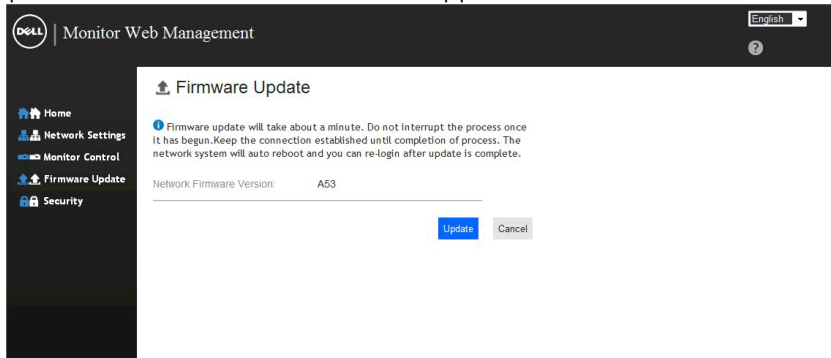 DELL | Monitor Web Management
English
?
Firmware Update
Home
Network Settings
Monitor Control
Firmware Update
Security
Firmware update will take about a minute. Do not interrupt the process once
it has begun.Keep the connection established until completion of process. The
network system will auto reboot and you can re-login after update is complete.
Network Firmware Version: A53
Update Cancel